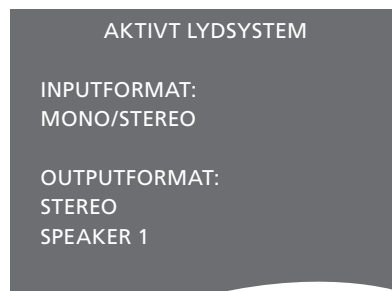 AKTIVT LYDSYSTEM
INPUTFORMAT:
MONO/STEREO
OUTPUTFORMAT:
STEREO
SPEAKER 1